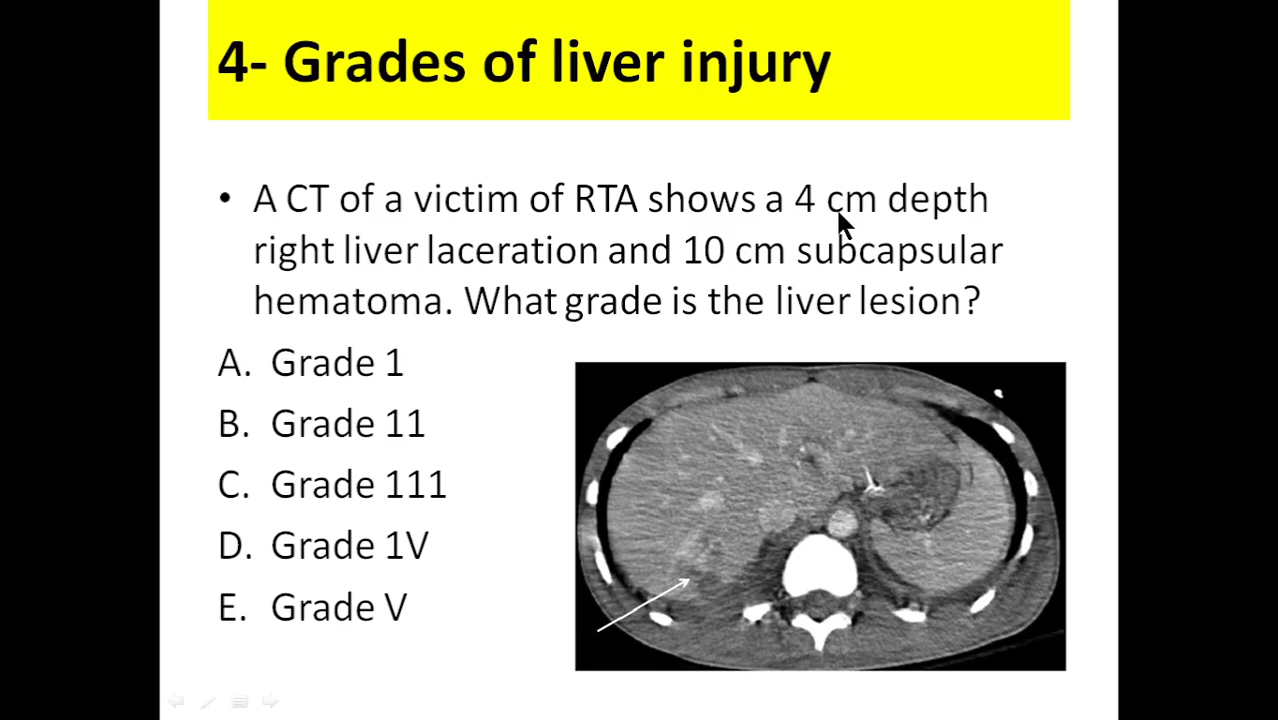 4- Grades of liver injury
• A CT of a victim of RTA shows a 4 cm depth
right liver laceration and 10 cm subcapsular
hematoma. What grade is the liver lesion?
A. Grade 1
B. Grade 11
C. Grade 111
D. Grade 1V
E. Grade V